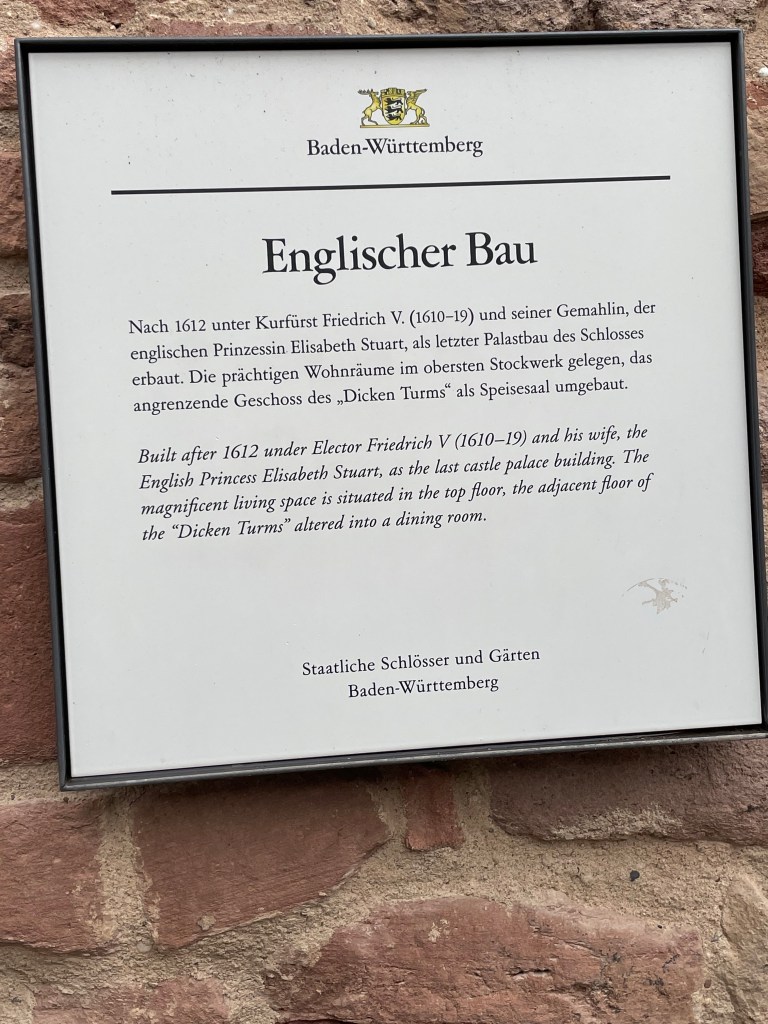 Baden-Württemberg
Englischer Bau
Nach 1612 unter Kurfürst Friedrich V. (1610–19) und seiner Gemahlin, der
englischen Prinzessin Elisabeth Stuart, als letzter Palastbau des Schlosses
erbaut. Die prächtigen Wohnräume im obersten Stockwerk gelegen, das
angrenzende Geschoss des „Dicken Turms“ als Speisesaal umgebaut.
Built after 1612 under Elector Friedrich V (1610–19) and his wife, the
English Princess Elisabeth Stuart, as the last castle palace building. The
magnificent living space is situated in the top floor, the adjacent floor of
the “Dicken Turms” altered into a dining room.
Staatliche Schlösser und Gärten
Baden-Württemberg